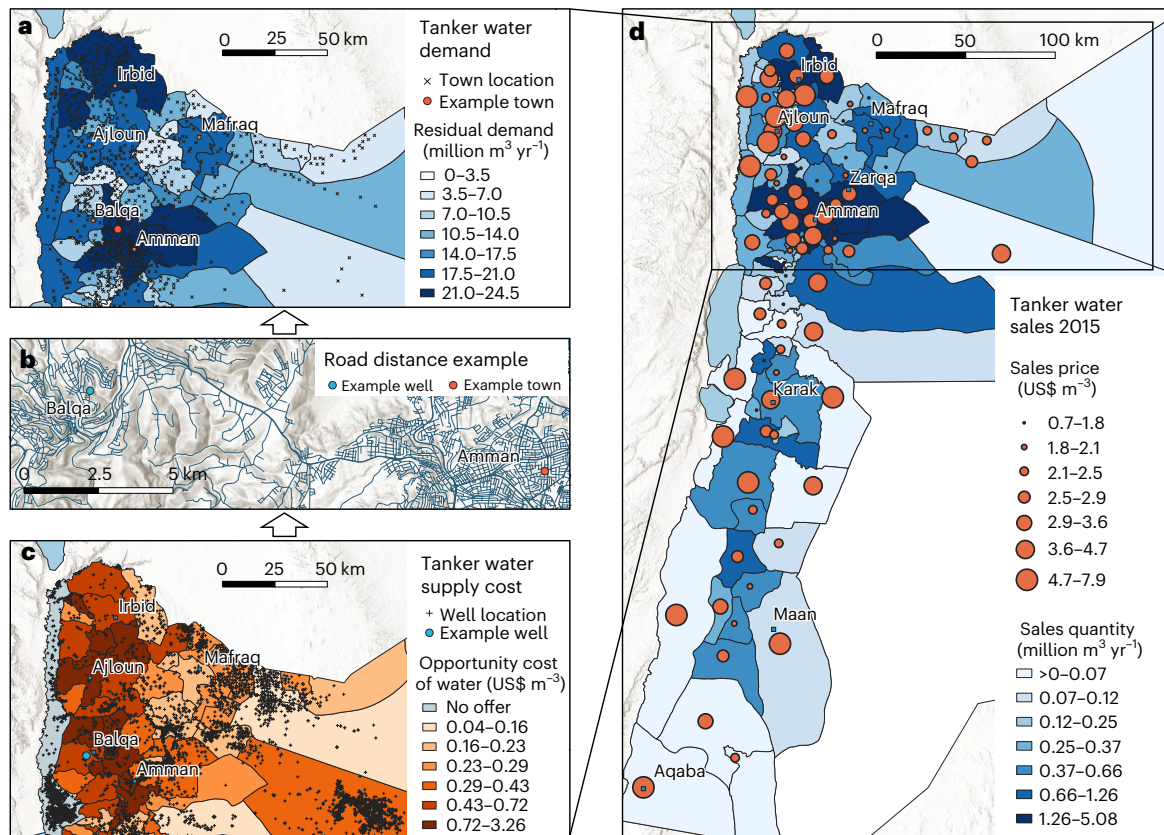 a
0 25 50 km
Irbid
Ajloun
Mafraq
Balqa
Amman
Tanker water
demand
× Town location
Example town
Residual demand
(million m³ yr⁻¹)
0–3.5
3.5–7.0
7.0–10.5
10.5–14.0
14.0–17.5
17.5–21.0
21.0–24.5
b
Road distance example
Example well Example town
Balqa
Amman
0 2.5 5 km
c
0 25 50 km
Irbid
Ajloun
Mafraq
Balqa
Amman
Tanker water
supply cost
+ Well location
Example well
Opportunity cost
of water (US$ m⁻³)
No offer
0.04–0.16
0.16–0.23
0.23–0.29
0.29–0.43
0.43–0.72
0.72–3.26
d
0 50 100 km
Irbid
Ajloun
Mafraq
Zarqa
Amman
Karak
Maan
Aqaba
Tanker water
sales 2015
Sales price
(US$ m⁻³)
0.7–1.8
1.8–2.1
2.1–2.5
2.5–2.9
2.9–3.6
3.6–4.7
4.7–7.9
Sales quantity
(million m³ yr⁻¹)
>0–0.07
0.07–0.12
0.12–0.25
0.25–0.37
0.37–0.66
0.66–1.26
1.26–5.08